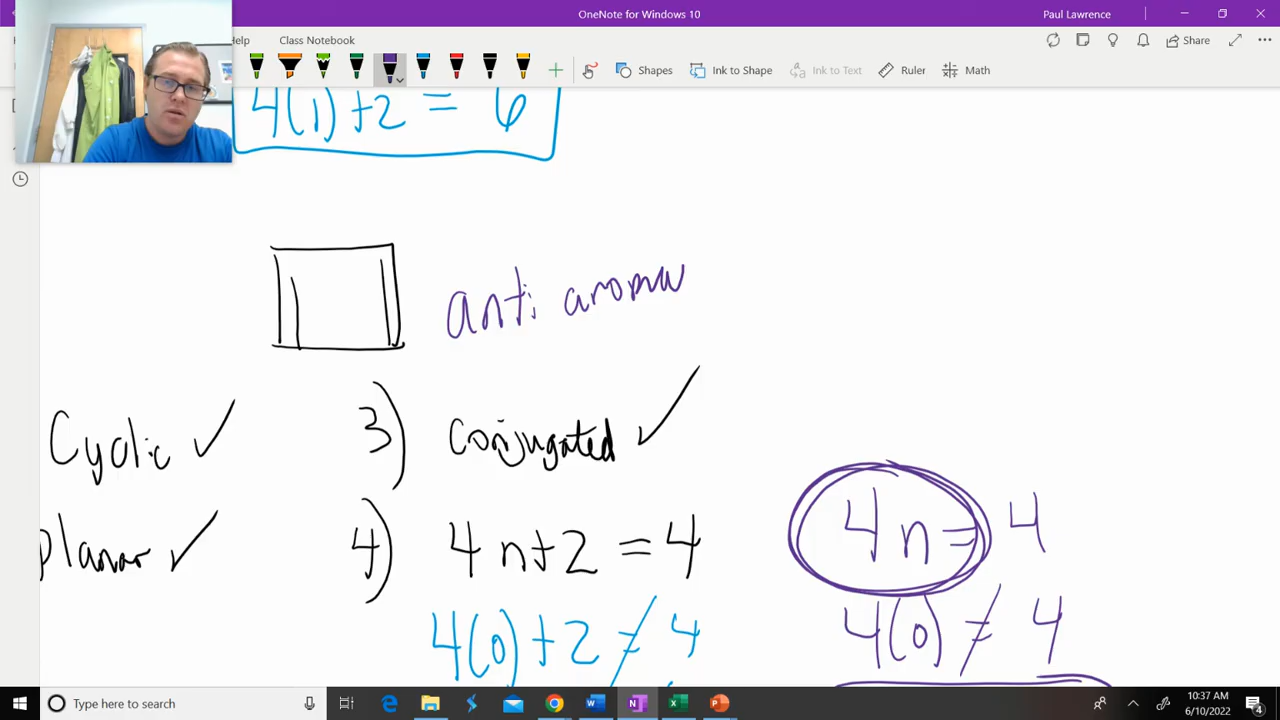 OneNote for Windows 10
Paul Lawrence
Help Class Notebook
Share
Shapes
Ink to Shape
Ink to Text
Ruler
Math
4(1)+2 = 6
anti aroma
Cyclic ✓
3) conjugated ✓
planar ✓
4) 4n+2 = 4
4n = 4
4(0)+2 ≠ 4
4(0) ≠ 4
Type here to search
10:37 AM
6/10/2022
4